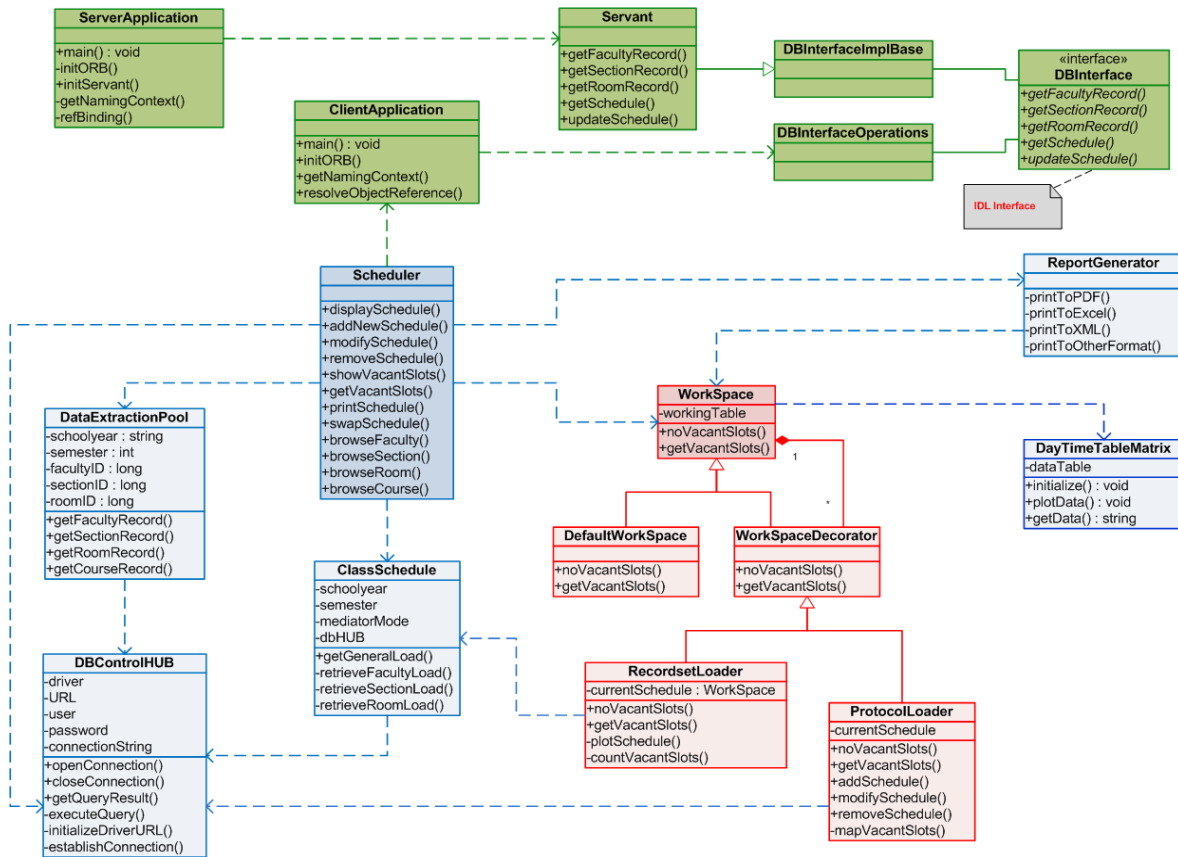 ServerApplication
+main() : void
-initORB()
+initServant()
-getNamingContext()
-refBinding()
Servant
+getFacultyRecord()
+getSectionRecord()
+getRoomRecord()
+getSchedule()
+updateSchedule()
DBInterfaceImplBase
«interface»
DBInterface
+getFacultyRecord()
+getSectionRecord()
+getRoomRecord()
+getSchedule()
+updateSchedule()
ClientApplication
+main() : void
+initORB()
+getNamingContext()
+resolveObjectReference()
DBInterfaceOperations
IDL Interface
Scheduler
+displaySchedule()
+addNewSchedule()
+modifySchedule()
+removeSchedule()
+showVacantSlots()
+getVacantSlots()
+printSchedule()
+swapSchedule()
+browseFaculty()
+browseSection()
+browseRoom()
+browseCourse()
ReportGenerator
-printToPDF()
-printToExcel()
-printToXML()
-printToOtherFormat()
WorkSpace
-workingTable
+noVacantSlots()
+getVacantSlots()
1
*
DataExtractionPool
-schoolyear : string
-semester : int
-facultyID : long
-sectionID : long
-roomID : long
+getFacultyRecord()
+getSectionRecord()
+getRoomRecord()
+getCourseRecord()
DayTimeTableMatrix
-dataTable
+initialize() : void
+plotData() : void
+getData() : string
DefaultWorkSpace
+noVacantSlots()
+getVacantSlots()
WorkSpaceDecorator
+noVacantSlots()
+getVacantSlots()
ClassSchedule
-schoolyear
-semester
-mediatorMode
-dbHUB
+getGeneralLoad()
-retrieveFacultyLoad()
-retrieveSectionLoad()
-retrieveRoomLoad()
DBControlHUB
-driver
-URL
-user
-password
-connectionString
+openConnection()
+closeConnection()
+getQueryResult()
-executeQuery()
-initializeDriverURL()
-establishConnection()
RecordsetLoader
-currentSchedule : WorkSpace
+noVacantSlots()
+getVacantSlots()
-plotSchedule()
-countVacantSlots()
ProtocolLoader
-currentSchedule
+noVacantSlots()
+getVacantSlots()
+addSchedule()
+modifySchedule()
+removeSchedule()
-mapVacantSlots()